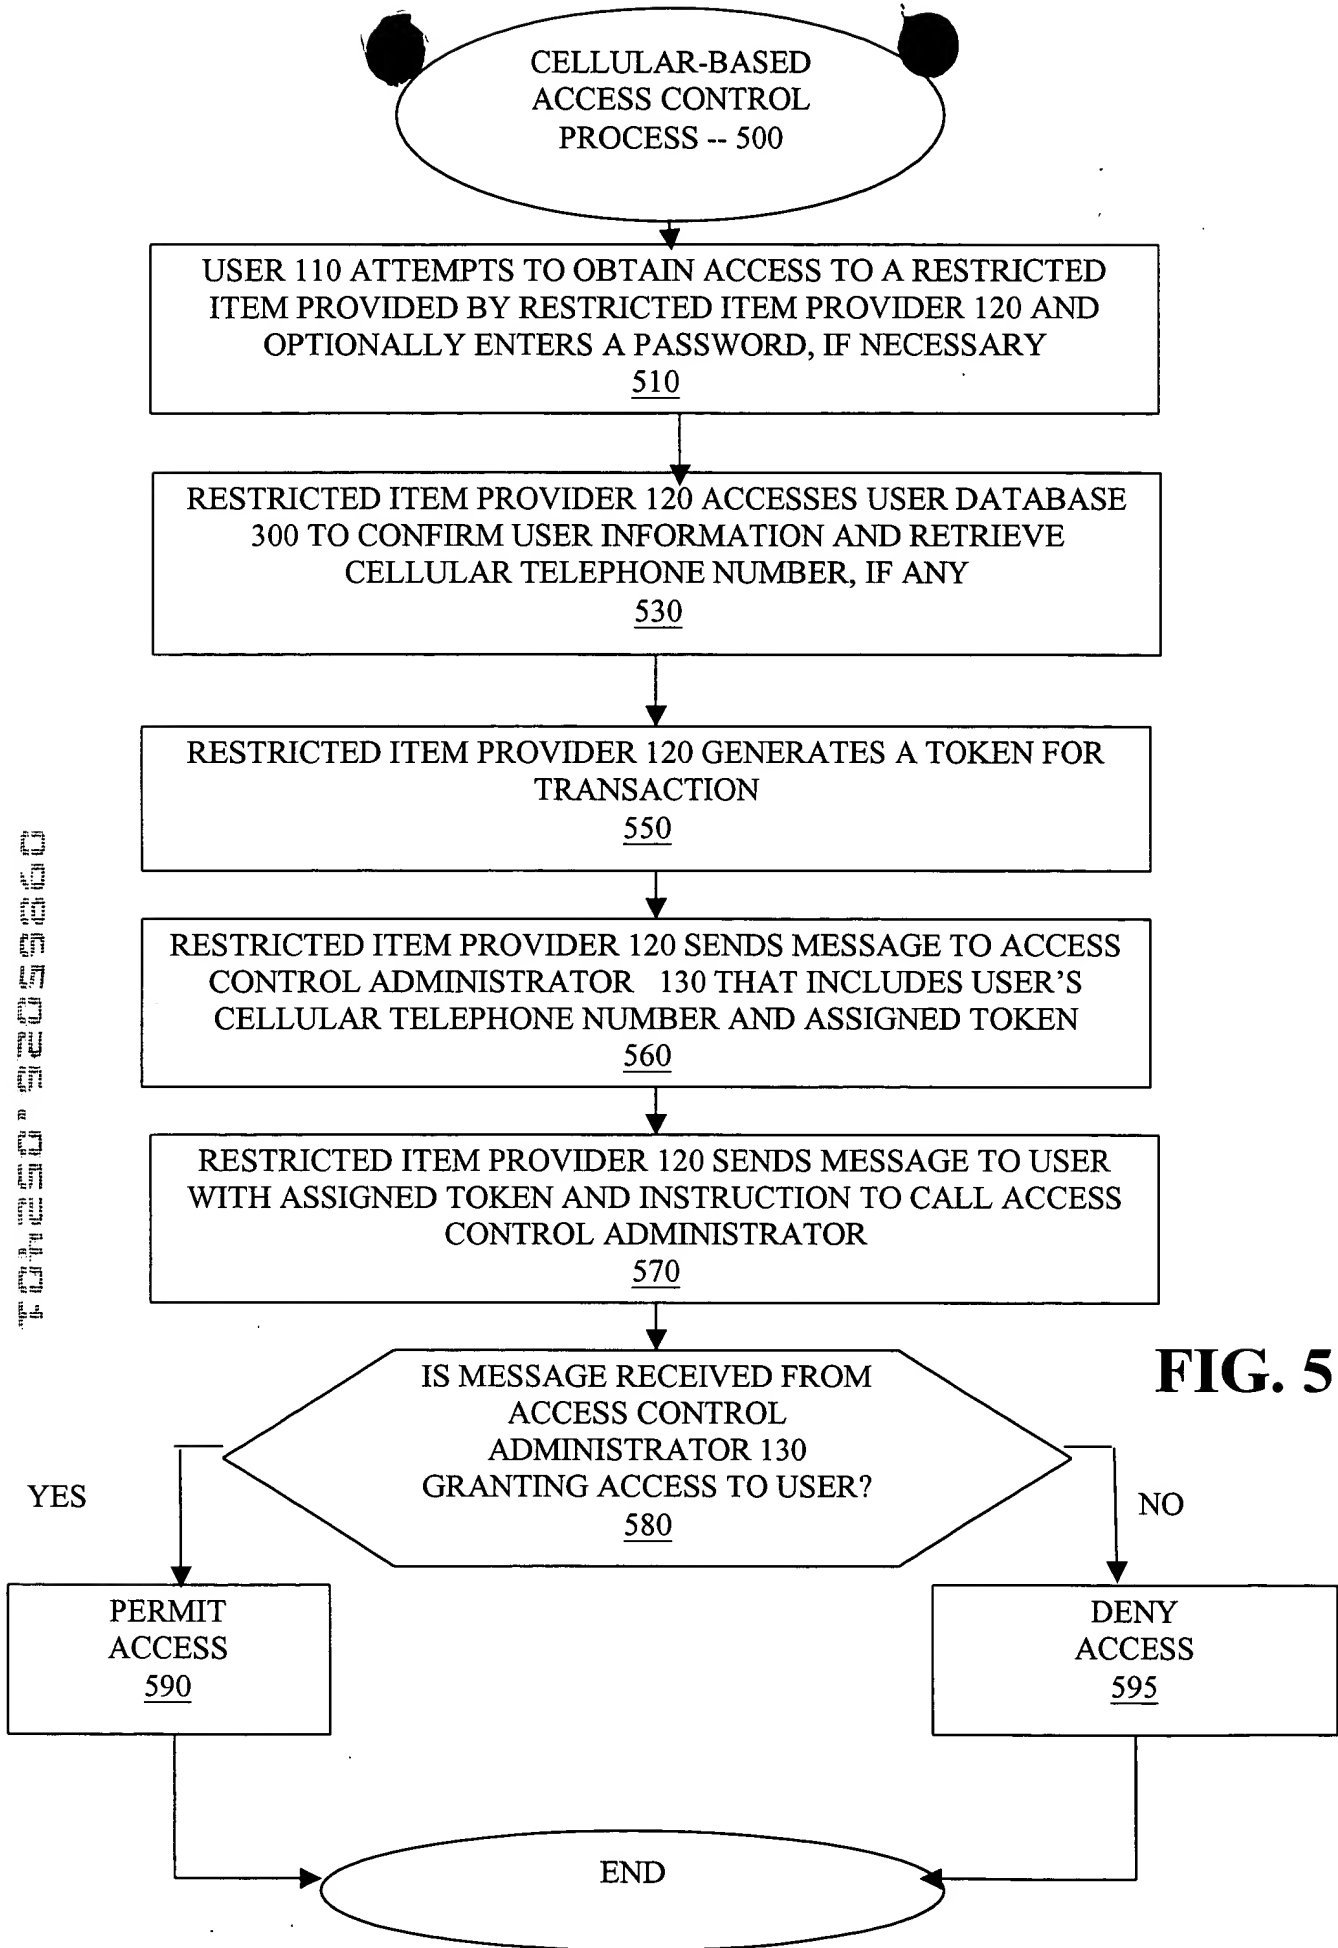 CELLULAR-BASED
ACCESS CONTROL
PROCESS -- 500
USER 110 ATTEMPTS TO OBTAIN ACCESS TO A RESTRICTED
ITEM PROVIDED BY RESTRICTED ITEM PROVIDER 120 AND
OPTIONALLY ENTERS A PASSWORD, IF NECESSARY
510
RESTRICTED ITEM PROVIDER 120 ACCESSES USER DATABASE
300 TO CONFIRM USER INFORMATION AND RETRIEVE
CELLULAR TELEPHONE NUMBER, IF ANY
530
RESTRICTED ITEM PROVIDER 120 GENERATES A TOKEN FOR
TRANSACTION
550
RESTRICTED ITEM PROVIDER 120 SENDS MESSAGE TO ACCESS
CONTROL ADMINISTRATOR 130 THAT INCLUDES USER’S
CELLULAR TELEPHONE NUMBER AND ASSIGNED TOKEN
560
RESTRICTED ITEM PROVIDER 120 SENDS MESSAGE TO USER
WITH ASSIGNED TOKEN AND INSTRUCTION TO CALL ACCESS
CONTROL ADMINISTRATOR
570
FIG. 5
IS MESSAGE RECEIVED FROM
ACCESS CONTROL
ADMINISTRATOR 130
GRANTING ACCESS TO USER?
580
YES
NO
PERMIT
ACCESS
590
DENY
ACCESS
595
END